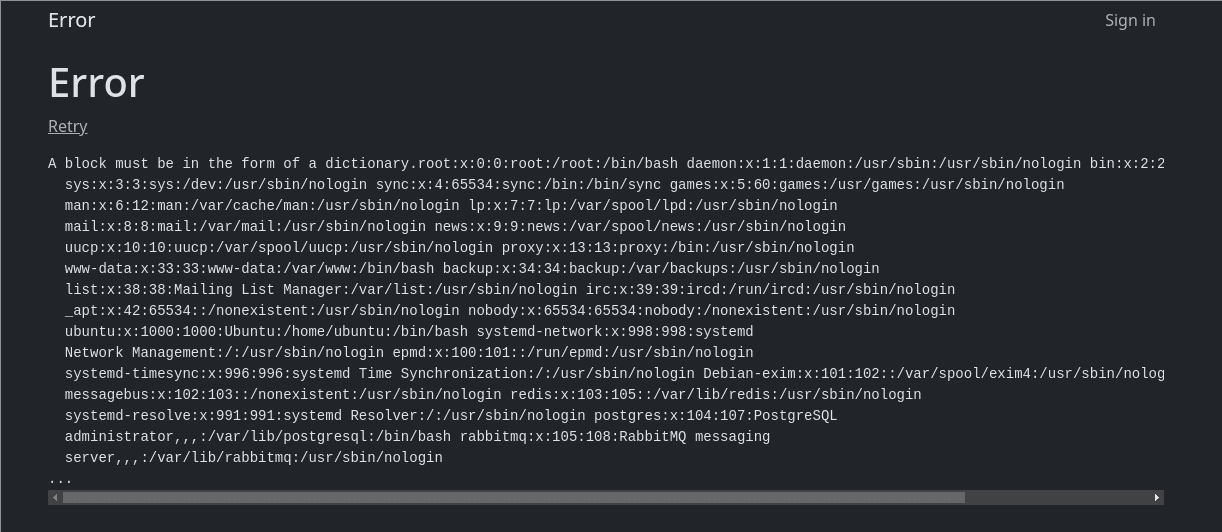 Error
Sign in
Error
Retry
A block must be in the form of a dictionary.root:x:0:0:root:/root:/bin/bash daemon:x:1:1:daemon:/usr/sbin:/usr/sbin/nologin bin:x:2:2
sys:x:3:3:sys:/dev:/usr/sbin/nologin sync:x:4:65534:sync:/bin:/bin/sync games:x:5:60:games:/usr/games:/usr/sbin/nologin
man:x:6:12:man:/var/cache/man:/usr/sbin/nologin lp:x:7:7:lp:/var/spool/lpd:/usr/sbin/nologin
mail:x:8:8:mail:/var/mail:/usr/sbin/nologin news:x:9:9:news:/var/spool/news:/usr/sbin/nologin
uucp:x:10:10:uucp:/var/spool/uucp:/usr/sbin/nologin proxy:x:13:13:proxy:/bin:/usr/sbin/nologin
www-data:x:33:33:www-data:/var/www:/bin/bash backup:x:34:34:backup:/var/backups:/usr/sbin/nologin
list:x:38:38:Mailing List Manager:/var/list:/usr/sbin/nologin irc:x:39:39:ircd:/run/ircd:/usr/sbin/nologin
_apt:x:42:65534::/nonexistent:/usr/sbin/nologin nobody:x:65534:65534:nobody:/nonexistent:/usr/sbin/nologin
ubuntu:x:1000:1000:Ubuntu:/home/ubuntu:/bin/bash systemd-network:x:998:998:systemd
Network Management:/:/usr/sbin/nologin epmd:x:100:101::/run/epmd:/usr/sbin/nologin
systemd-timesync:x:996:996:systemd Time Synchronization:/:/usr/sbin/nologin Debian-exim:x:101:102::/var/spool/exim4:/usr/sbin/nolog
messagebus:x:102:103::/nonexistent:/usr/sbin/nologin redis:x:103:105::/var/lib/redis:/usr/sbin/nologin
systemd-resolve:x:991:991:systemd Resolver:/:/usr/sbin/nologin postgres:x:104:107:PostgreSQL
administrator,,,:/var/lib/postgresql:/bin/bash rabbitmq:x:105:108:RabbitMQ messaging
server,,,:/var/lib/rabbitmq:/usr/sbin/nologin
...